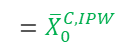 = X̄₀^{C,IPW}